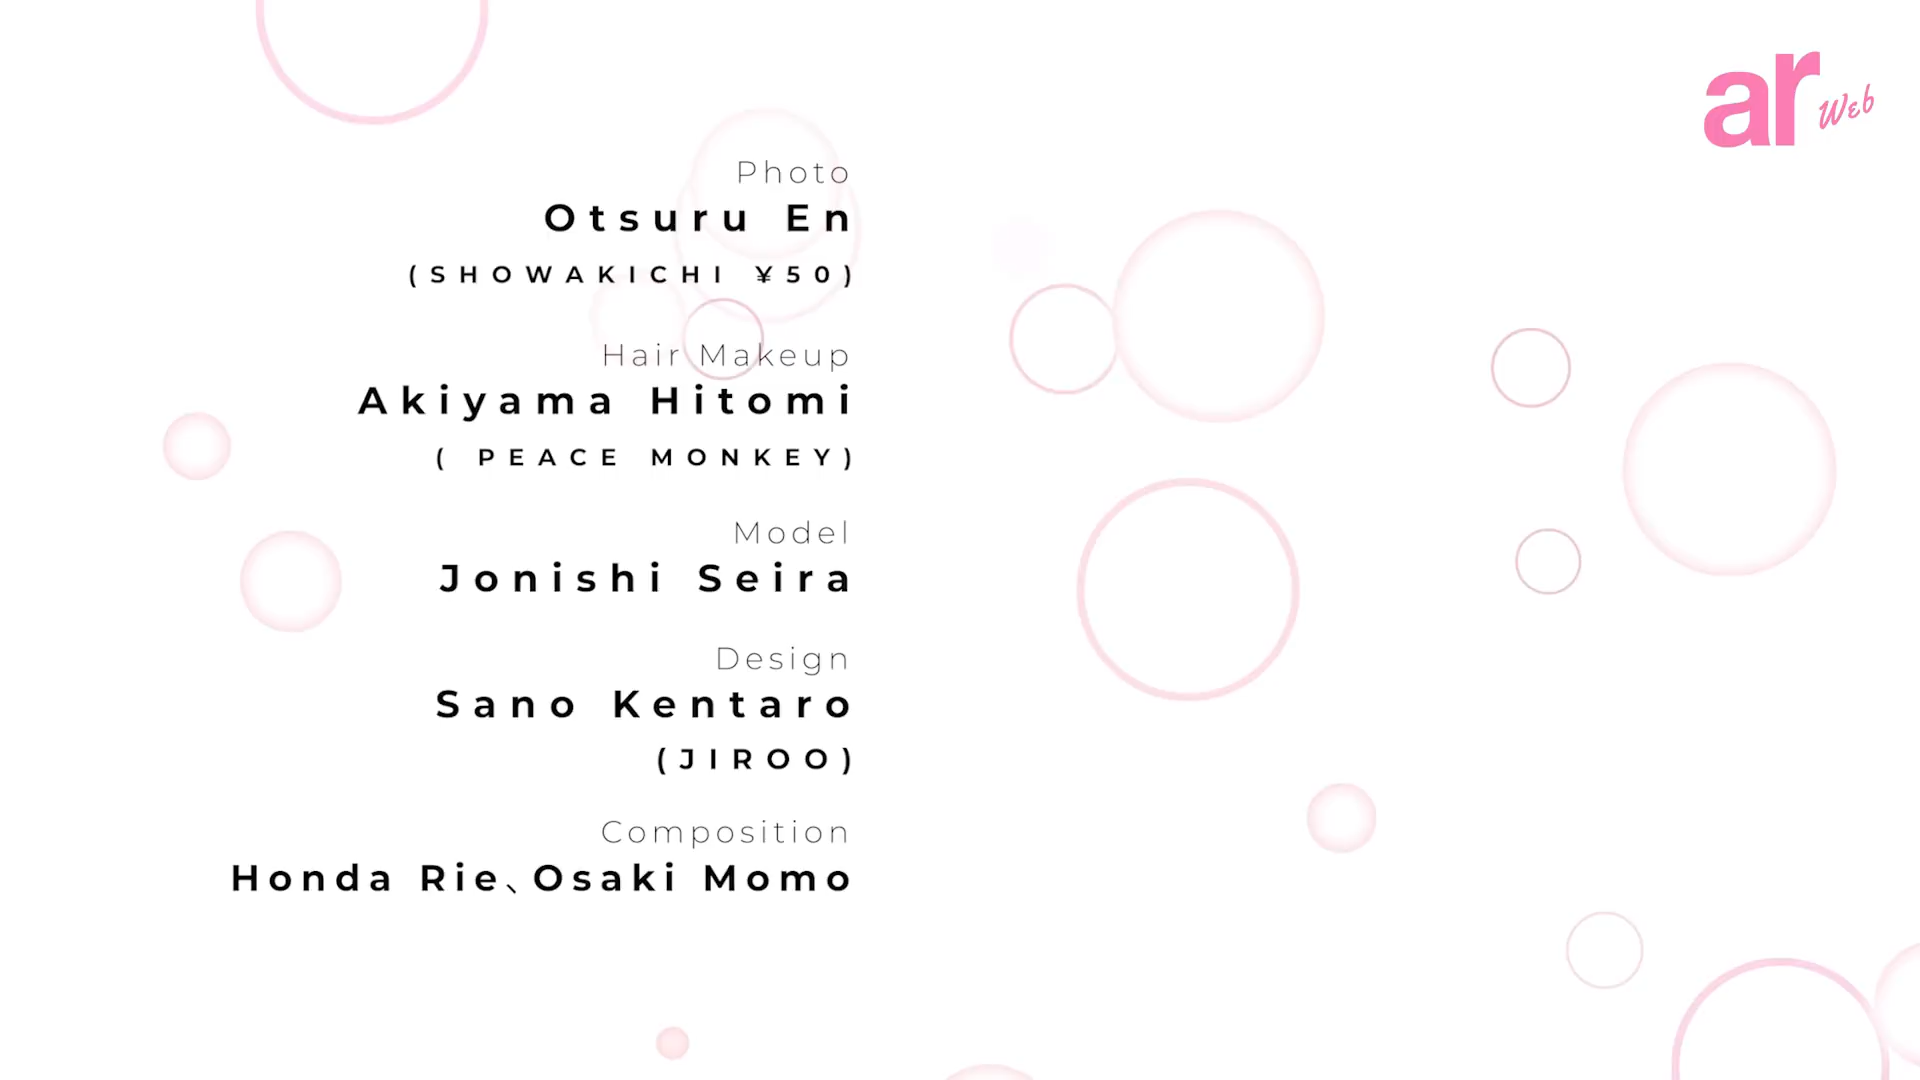 ar Web
Photo
Otsuru En
(SHOWAKICHI ¥50)
Hair Makeup
Akiyama Hitomi
( PEACE MONKEY)
Model
Jonishi Seira
Design
Sano Kentaro
(JIROO)
Composition
Honda Rie、Osaki Momo